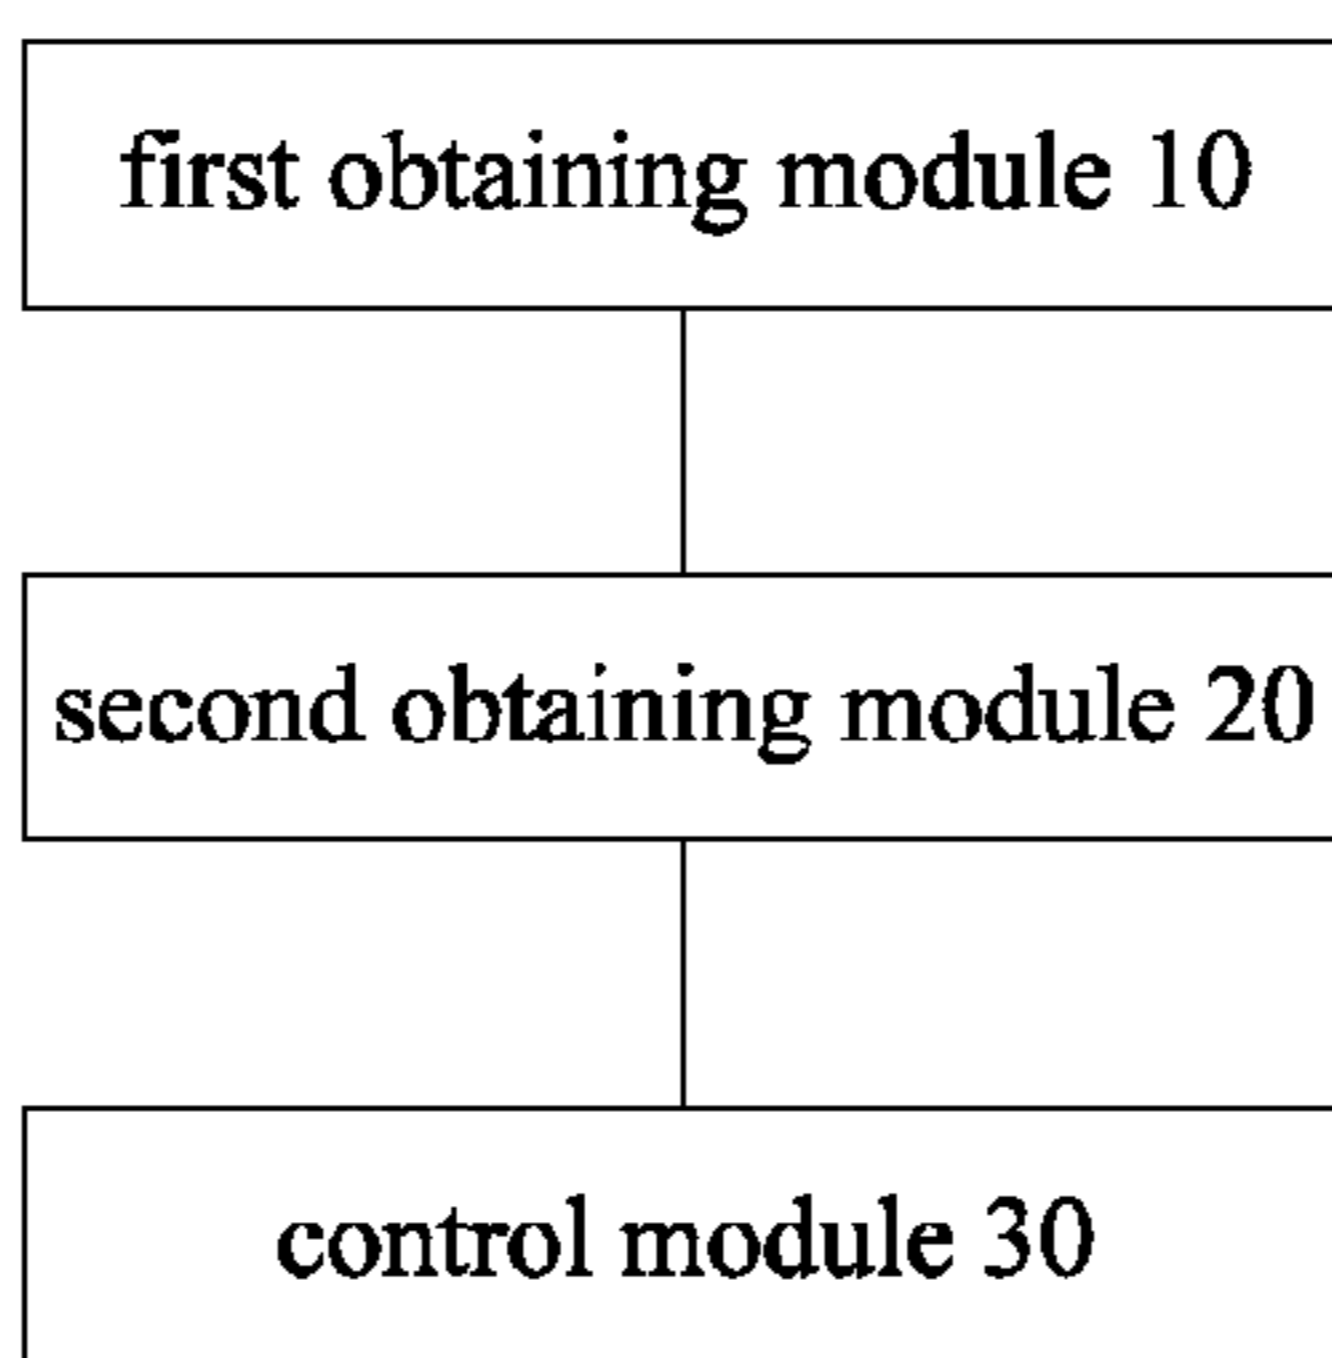 first obtaining module 10
second obtaining module 20
control module 30